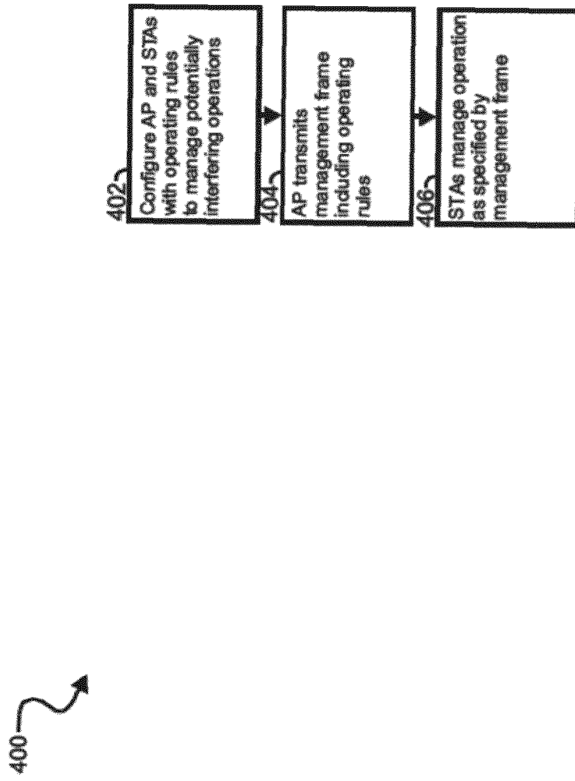 400
402
Configure AP and STAs
with operating rules
to manage potentially
interfering operations
404
AP transmits
management frame
including operating
rules
406
STAs manage operation
as specified by
management frame